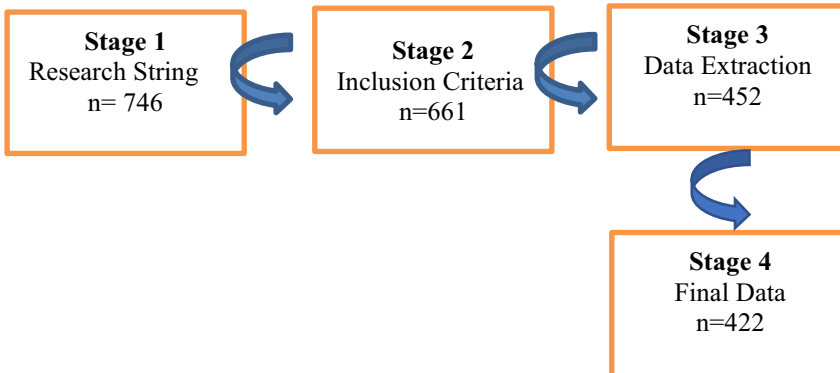 Stage 1
Research String
n= 746
Stage 2
Inclusion Criteria
n=661
Stage 3
Data Extraction
n=452
Stage 4
Final Data
n=422